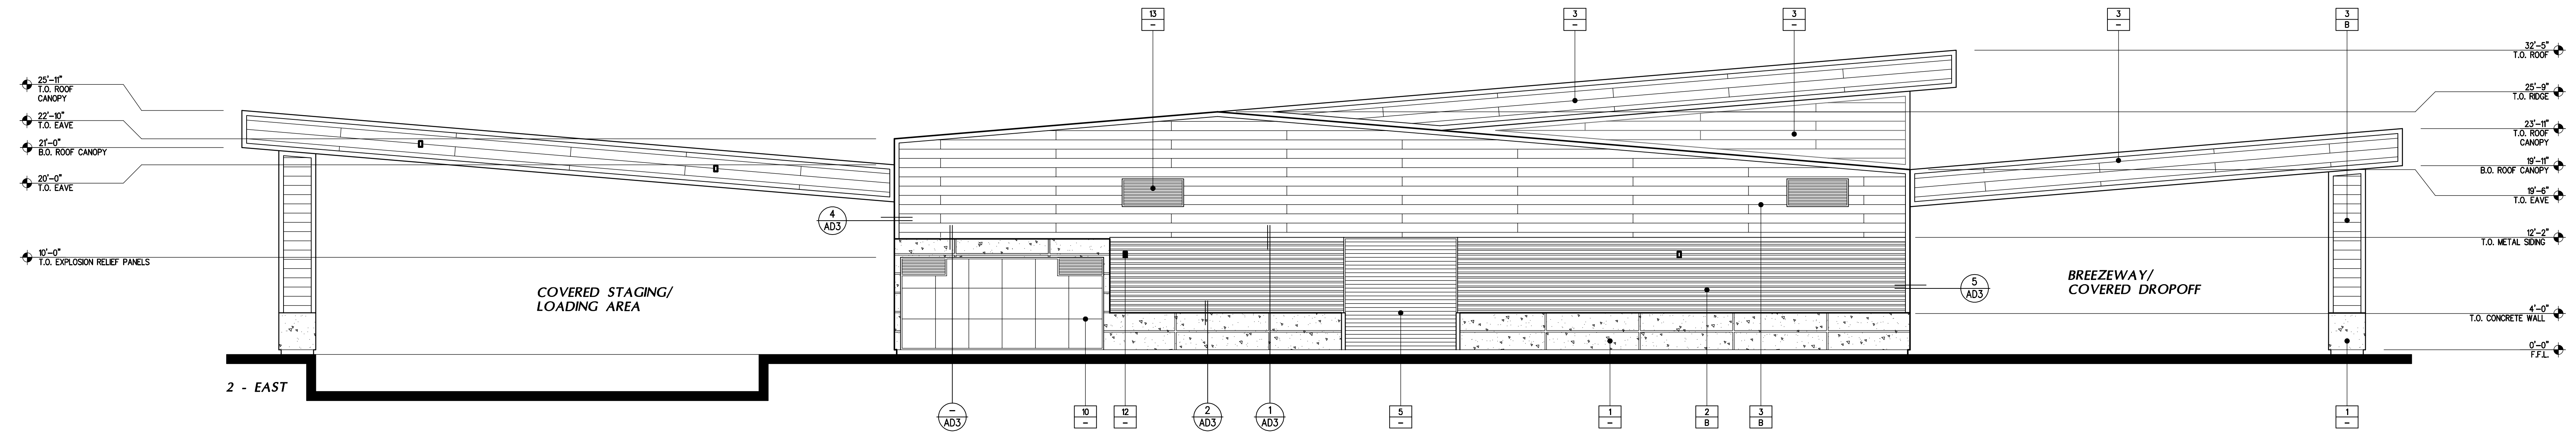 13
–
3
–
3
–
3
–
3
B
25'-11"
T.O. ROOF
CANOPY
22'-10"
T.O. EAVE
21'-0"
B.O. ROOF CANOPY
20'-0"
T.O. EAVE
10'-0"
T.O. EXPLOSION RELIEF PANELS
32'-5"
T.O. ROOF
25'-9"
T.O. RIDGE
23'-11"
T.O. ROOF
CANOPY
19'-11"
B.O. ROOF CANOPY
19'-6"
T.O. EAVE
12'-2"
T.O. METAL SIDING
4'-0"
T.O. CONCRETE WALL
0'-0"
F.F.L.
4
AD3
5
AD3
COVERED STAGING/
LOADING AREA
BREEZEWAY/
COVERED DROPOFF
2 - EAST
–
AD3
10
–
12
–
2
AD3
1
AD3
5
–
1
–
2
B
3
B
1
–